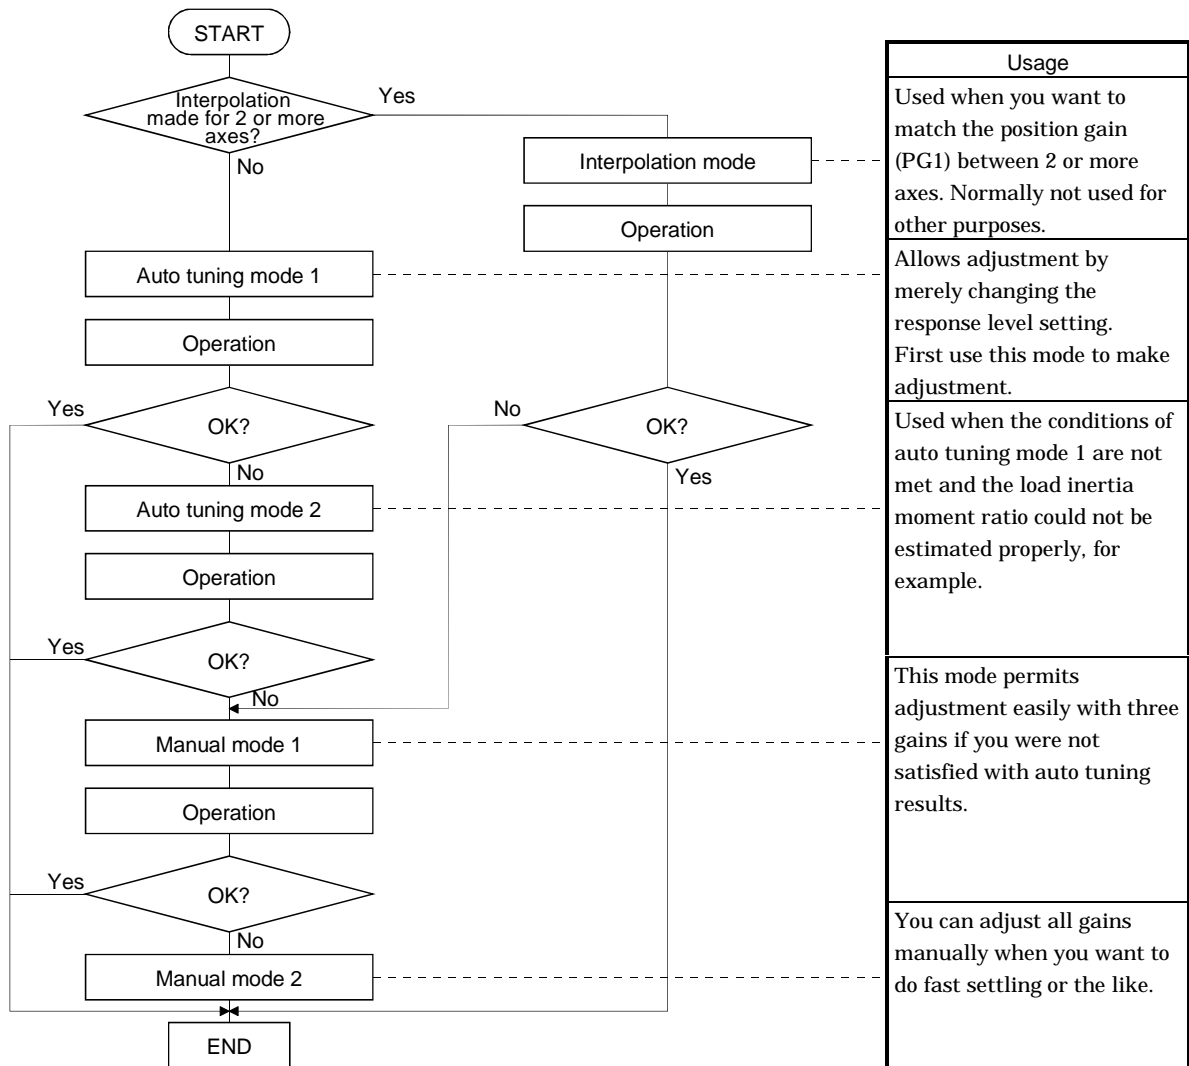 START
Interpolation
made for 2 or more
axes?
Yes
No
Interpolation mode
Operation
Auto tuning mode 1
Operation
Yes
OK?
No
No
OK?
Yes
Auto tuning mode 2
Operation
Yes
OK?
No
Manual mode 1
Operation
Yes
OK?
No
Manual mode 2
END
Usage
Used when you want to
match the position gain
(PG1) between 2 or more
axes. Normally not used for
other purposes.
Allows adjustment by
merely changing the
response level setting.
First use this mode to make
adjustment.
Used when the conditions of
auto tuning mode 1 are not
met and the load inertia
moment ratio could not be
estimated properly, for
example.
This mode permits
adjustment easily with three
gains if you were not
satisfied with auto tuning
results.
You can adjust all gains
manually when you want to
do fast settling or the like.